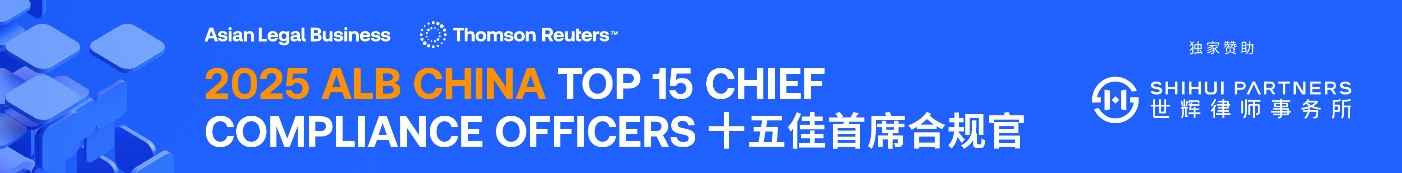 Asian Legal Business
Thomson Reuters™
2025 ALB CHINA TOP 15 CHIEF
COMPLIANCE OFFICERS 十五佳首席合规官
独家赞助
SHIHUI PARTNERS
世辉律师事务所